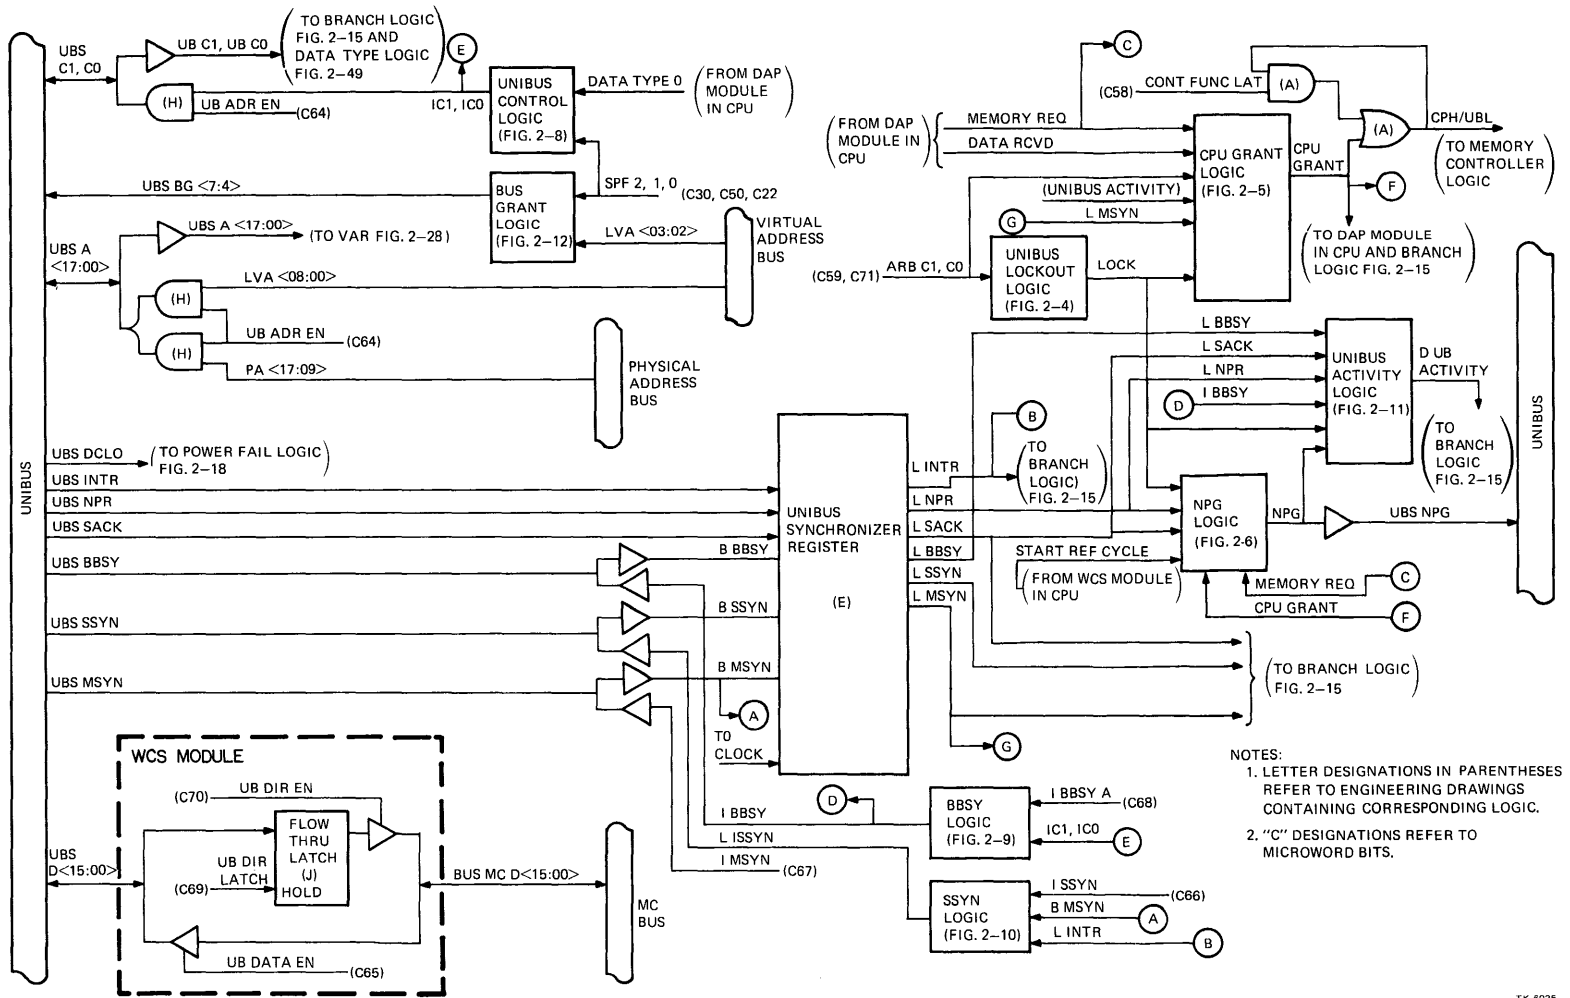 UBS
C1, C0
UB C1, UB C0
TO BRANCH LOGIC
FIG. 2–15 AND
DATA TYPE LOGIC
FIG. 2–49
E
(H)
UB ADR EN
(C64)
IC1, IC0
UNIBUS
CONTROL
LOGIC
(FIG. 2–8)
DATA TYPE 0
(FROM DAP
MODULE
IN CPU)
UBS BG <7:4>
BUS
GRANT
LOGIC
(FIG. 2–12)
SPF 2, 1, 0
(C30, C50, C22
LVA <03:02>
VIRTUAL
ADDRESS
BUS
UBS A
<17:00>
UBS A <17:00>
(TO VAR FIG. 2–28)
LVA <08:00>
(H)
UB ADR EN
(C64)
(H)
PA <17:09>
PHYSICAL
ADDRESS
BUS
UNIBUS
UBS DCLO
(TO POWER FAIL LOGIC
FIG. 2–18)
UBS INTR
UBS NPR
UBS SACK
UBS BBSY
UBS SSYN
UBS MSYN
B BBSY
B SSYN
B MSYN
A
TO
CLOCK
UNIBUS
SYNCHRONIZER
REGISTER
(E)
WCS MODULE
(C70)
UB DIR EN
FLOW
THRU
LATCH
(J)
HOLD
UB DIR
LATCH
(C69)
UBS
D<15:00>
UB DATA EN
(C65)
BUS MC D<15:00>
MC
BUS
I BBSY
L ISSYN
I MSYN
(C67)
D
BBSY
LOGIC
(FIG. 2–9)
I BBSY A
(C68)
IC1, IC0
E
SSYN
LOGIC
(FIG. 2–10)
I SSYN
(C66)
B MSYN
A
L INTR
B
C
CONT FUNC LAT
(C58)
(A)
(A)
CPH/UBL
(TO MEMORY
CONTROLLER
LOGIC)
(FROM DAP
MODULE IN
CPU)
MEMORY REQ
DATA RCVD
CPU GRANT
LOGIC
(FIG. 2–5)
CPU
GRANT
F
(UNIBUS ACTIVITY)
G
L MSYN
(TO DAP MODULE
IN CPU AND BRANCH
LOGIC FIG. 2–15)
(C59, C71)
ARB C1, C0
UNIBUS
LOCKOUT
LOGIC
(FIG. 2–4)
LOCK
L BBSY
L SACK
L NPR
I BBSY
D
UNIBUS
ACTIVITY
LOGIC
(FIG. 2–11)
D UB
ACTIVITY
(TO
BRANCH
LOGIC
FIG. 2–15)
UNIBUS
B
L INTR
(TO
BRANCH
LOGIC)
FIG. 2–15)
L NPR
L SACK
L BBSY
L SSYN
L MSYN
NPG
LOGIC
(FIG. 2-6)
NPG
UBS NPG
START REF CYCLE
(FROM WCS MODULE
IN CPU)
MEMORY REQ
C
CPU GRANT
F
(TO BRANCH LOGIC
FIG. 2–15)
G
NOTES:
1. LETTER DESIGNATIONS IN PARENTHESES
REFER TO ENGINEERING DRAWINGS
CONTAINING CORRESPONDING LOGIC.
2. "C" DESIGNATIONS REFER TO
MICROWORD BITS.